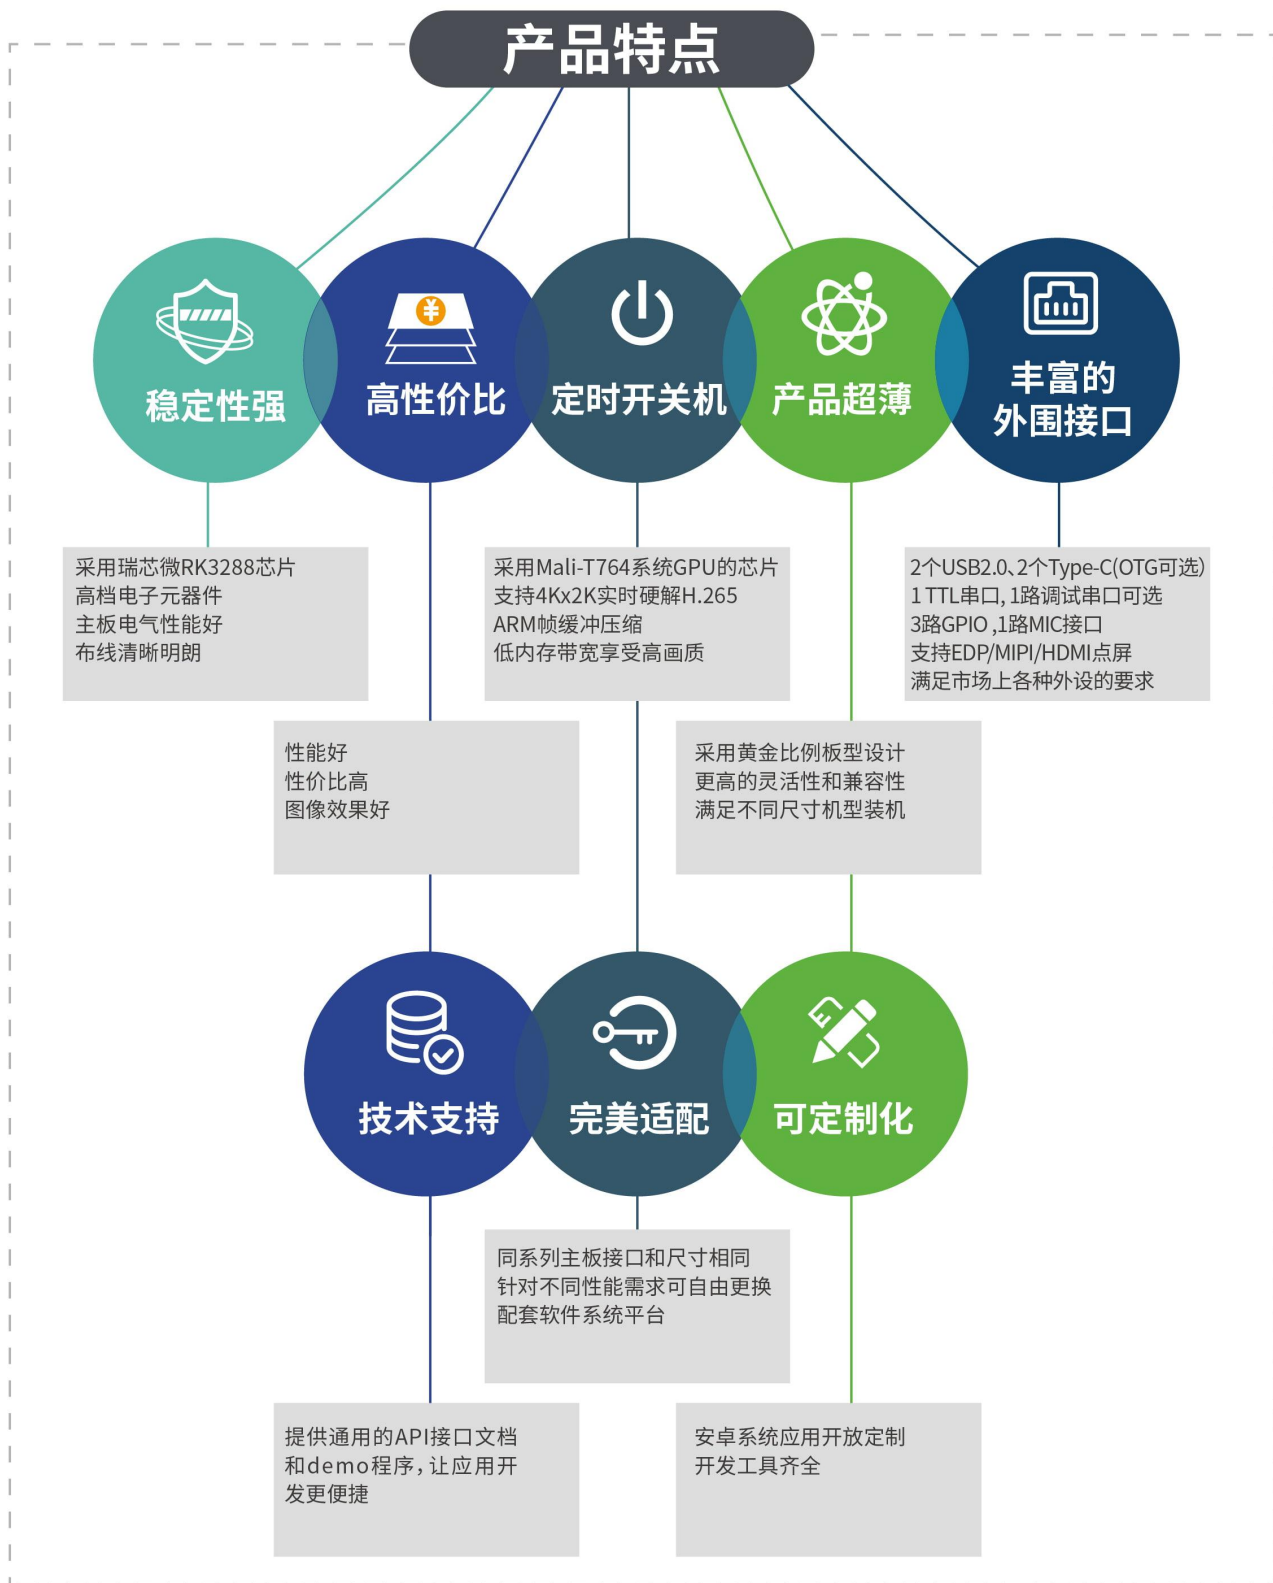 产品特点
稳定性强
高性价比
定时开关机
产品超薄
丰富的
外围接口
采用瑞芯微RK3288芯片
高档电子元器件
主板电气性能好
布线清晰明朗
采用Mali-T764系统GPU的芯片
支持4Kx2K实时硬解H.265
ARM帧缓冲压缩
低内存带宽享受高画质
2个USB2.0、2个Type-C(OTG可选)
1 TTL串口, 1路调试串口可选
3路GPIO ,1路MIC接口
支持EDP/MIPI/HDMI点屏
满足市场上各种外设的要求
性能好
性价比高
图像效果好
采用黄金比例板型设计
更高的灵活性和兼容性
满足不同尺寸机型装机
技术支持
完美适配
可定制化
同系列主板接口和尺寸相同
针对不同性能需求可自由更换
配套软件系统平台
提供通用的API接口文档
和demo程序，让应用开
发更便捷
安卓系统应用开放定制
开发工具齐全